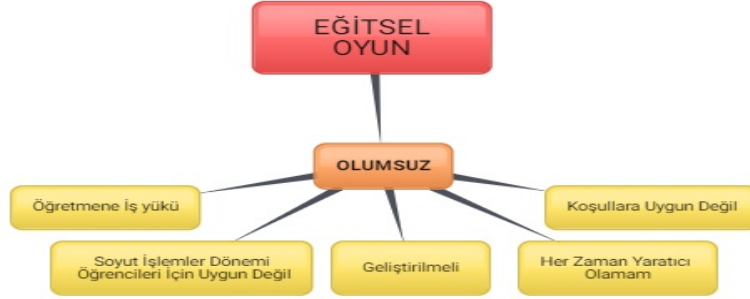 EĞİTSEL
OYUN
OLUMSUZ
Öğretmene İş yükü
Koşullara Uygun Değil
Soyut İşlemler Dönemi
Öğrencileri İçin Uygun Değil
Geliştirilmeli
Her Zaman Yaratıcı
Olamam